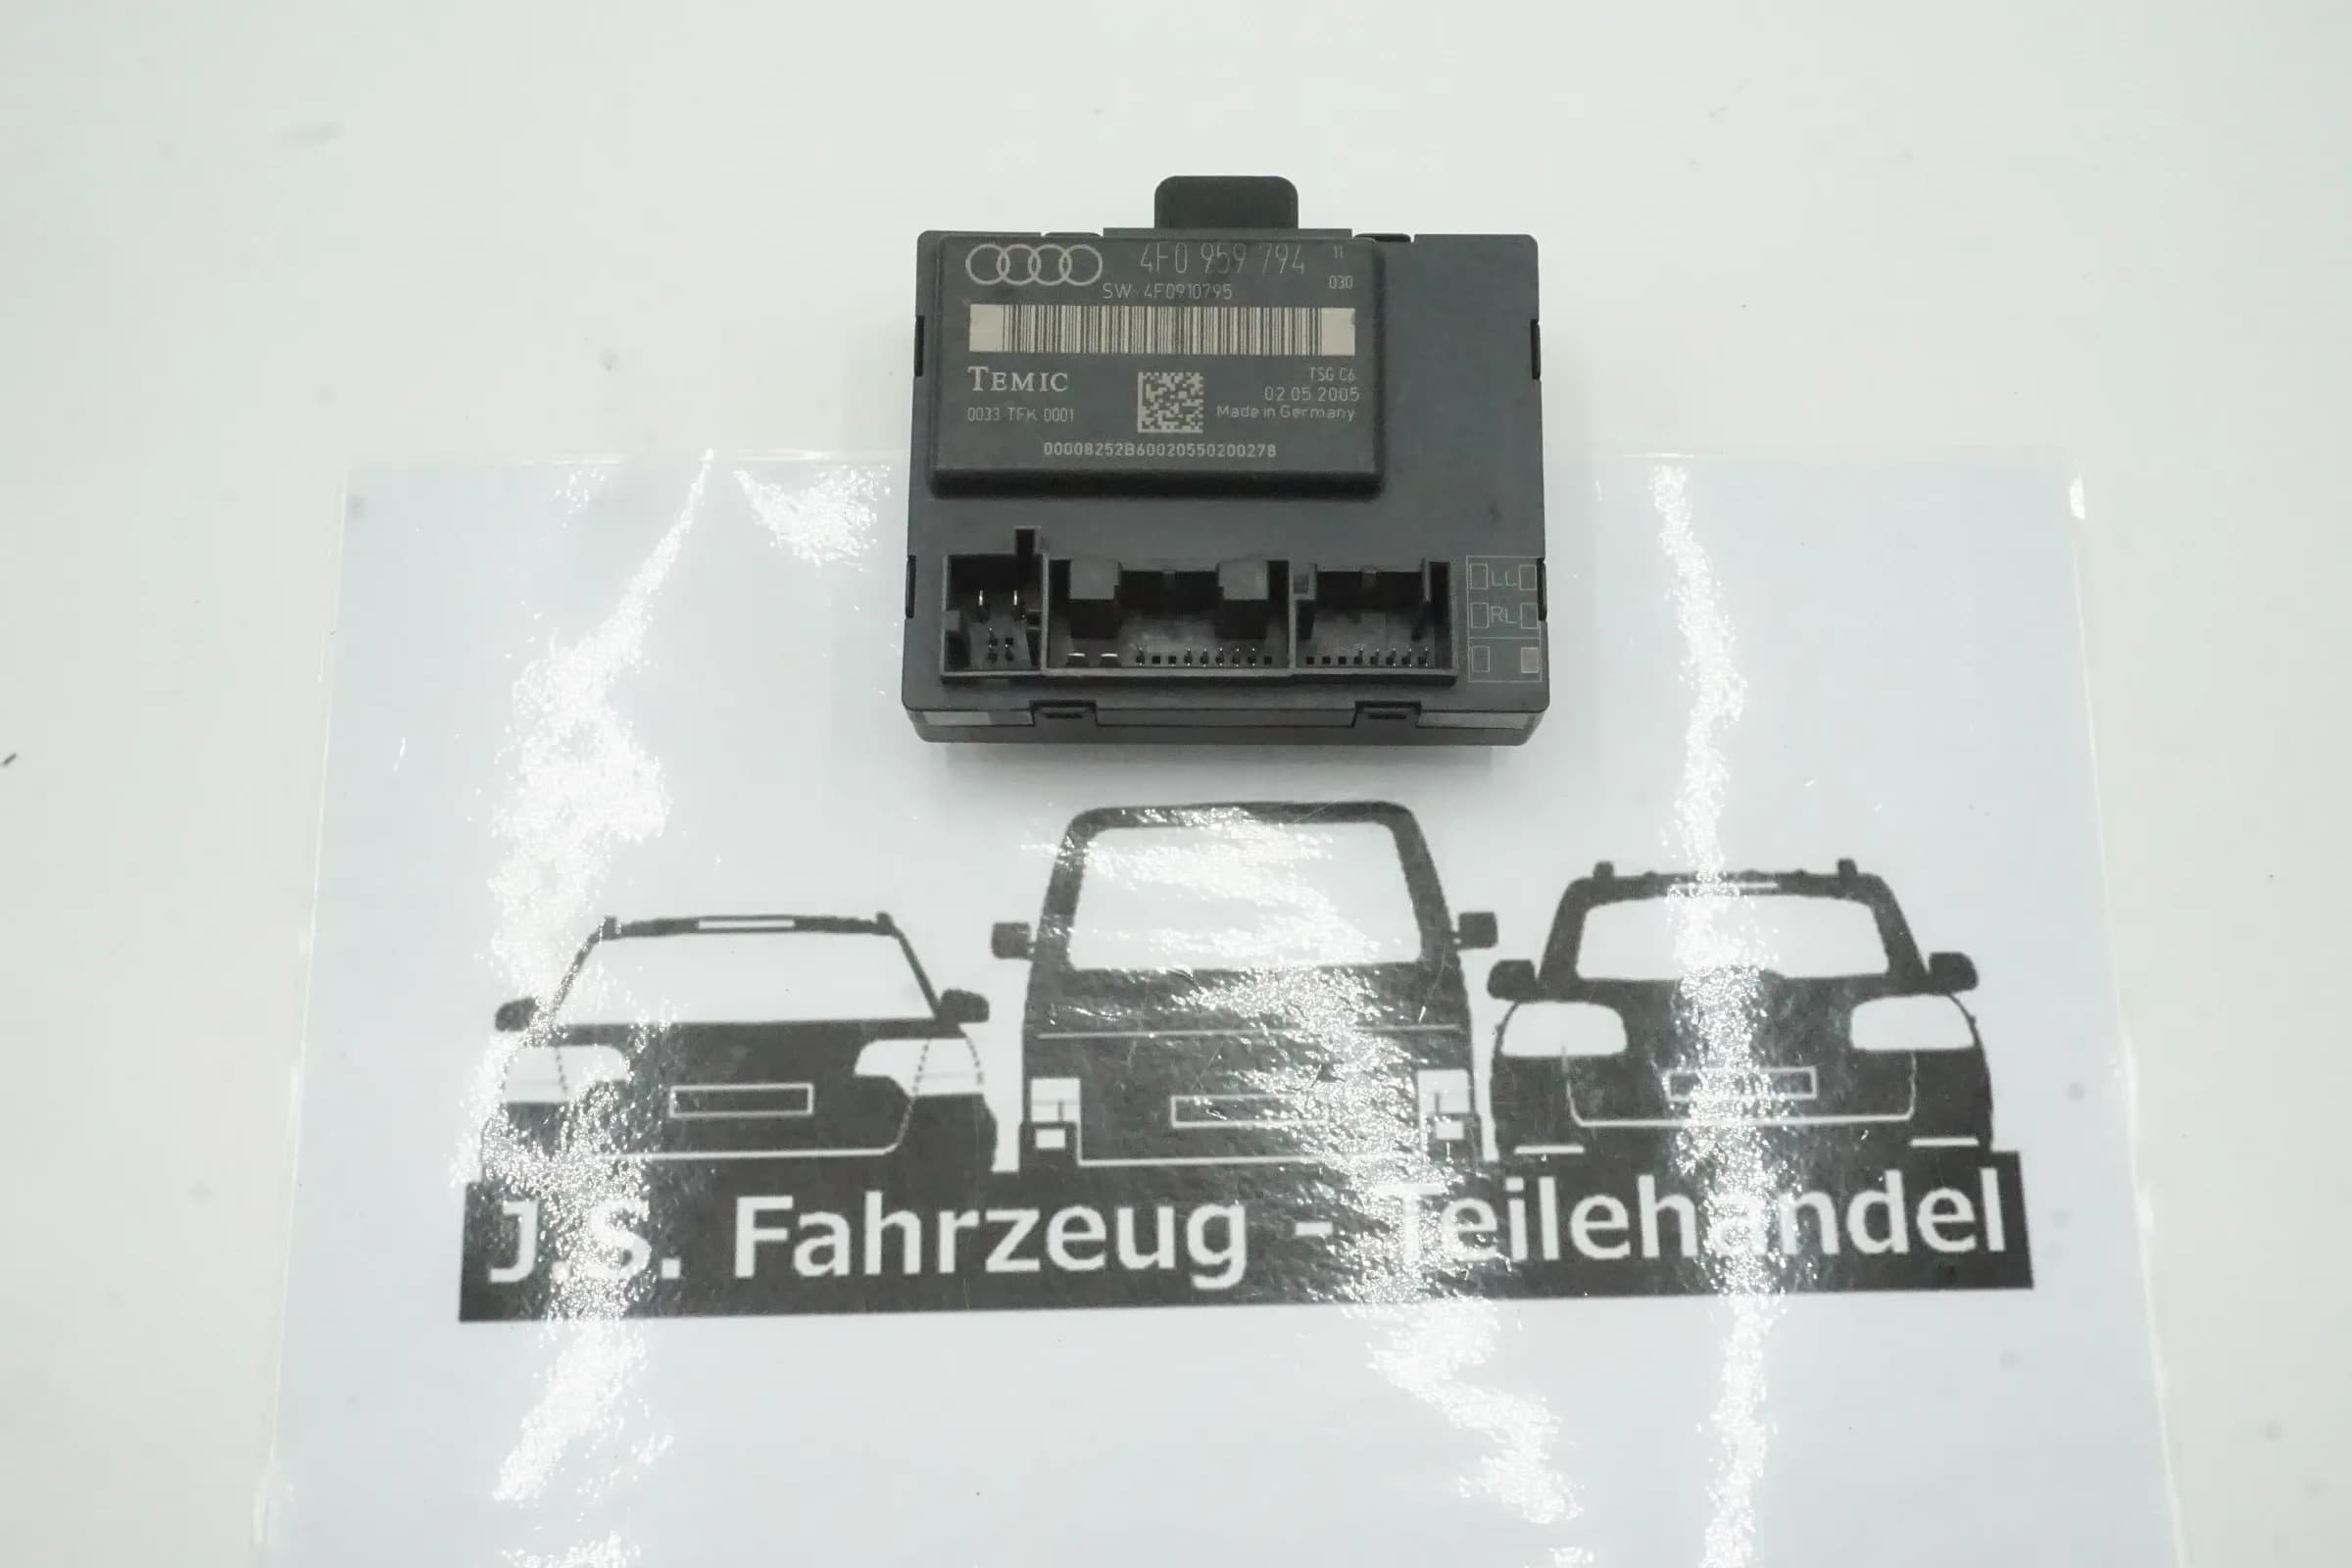 4F0 959 794 11
SW: 4F0910795 030
TEMIC
TSG C6
02.05.2005
0033 TFK 0001
Made in Germany
00008252B60020550200278
LL
RL
J.S. Fahrzeug - Teilehandel